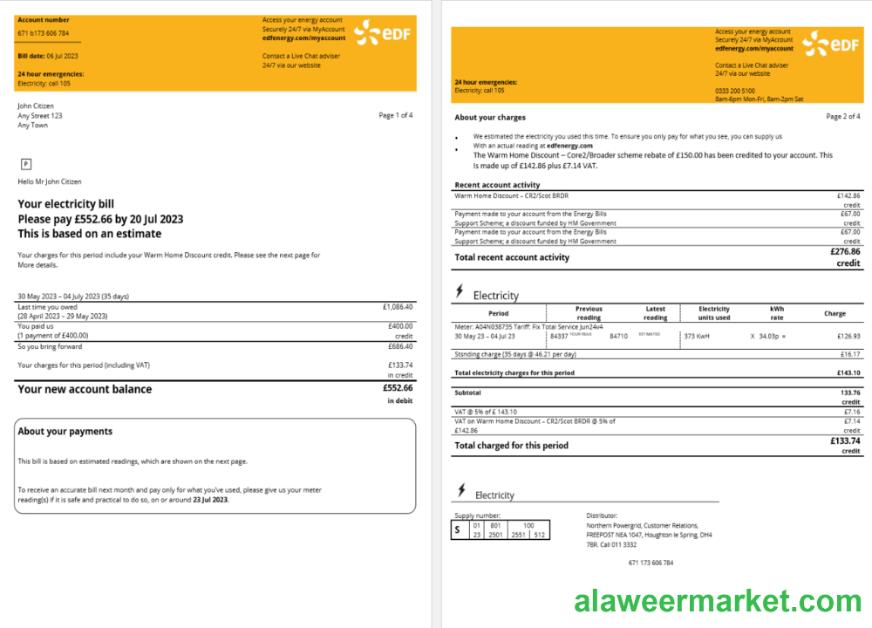 Account number
671 b173 606 784
Bill date: 06 Jul 2023
24 hour emergencies:
Electricity: call 105
Access your energy account
Securely 24/7 via MyAccount
edfenergy.com/myaccount
Contact a Live Chat adviser
24/7 via our website
eDF
John Citizen
Any Street 123
Any Town
Page 1 of 4
P
Hello Mr John Citizen
Your electricity bill
Please pay £552.66 by 20 Jul 2023
This is based on an estimate
Your charges for this period include your Warm Home Discount credit. Please see the next page for
More details.
30 May 2023 – 04 July 2023 (35 days)
Last time you owed £1,086.40
(28 April 2023 – 29 May 2023)
You paid us £400.00
(1 payment of £400.00) credit
So you bring forward £686.40
Your charges for this period (including VAT) £133.74
in credit
Your new account balance £552.66
in debit
About your payments
This bill is based on estimated readings, which are shown on the next page.
To receive an accurate bill next month and pay only for what you've used, please give us your meter
reading(s) if it is safe and practical to do so, on or around 23 Jul 2023.
24 hour emergencies:
Electricity: call 105
Access your energy account
Securely 24/7 via MyAccount
edfenergy.com/myaccount
Contact a Live Chat adviser
24/7 via our website
0333 200 5100
8am-6pm Mon-Fri, 8am-2pm Sat
eDF
About your charges
Page 2 of 4
We estimated the electricity you used this time. To ensure you only pay for what you see, you can supply us
With an actual reading at edfenergy.com
The Warm Home Discount – Core2/Broader scheme rebate of £150.00 has been credited to your account. This
Is made up of £142.86 plus £7.14 VAT.
Recent account activity
Warm Home Discount – CR2/Scot BRDR £142.86
credit
Payment made to your account from the Energy Bills £67.00
Support Scheme; a discount funded by HM Government credit
Payment made to your account from the Energy Bills £67.00
Support Scheme; a discount funded by HM Government credit
Total recent account activity £276.86
credit
Electricity
Period Previous reading Latest reading Electricity units used kWh rate Charge
Meter: A04N038735 Tariff: Fix Total Service Jun24v4
30 May 23 – 04 Jul 23 84337 YOUR READ 84710 ESTIMATED 373 KwH X 34.03p = £126.93
Stsnding charge (35 days @ 46.21 per day) £16.17
Total electricity charges for this period £143.10
Subtotal 133.76
credit
VAT @ 5% of £ 143.10 £7.16
VAT on Warm Home Discount – CR2/Scot BRDR @ 5% of £7.14
£142.86 credit
Total charged for this period £133.74
credit
Electricity
Supply number:
S 01 801 100
23 2501 2551 512
Distributor:
Northern Powergrid, Customer Relations,
FREEPOST NEA 1047, Houghton le Spring, DH4
7BR. Call 011 3332
671 173 606 784
alaweermarket.com